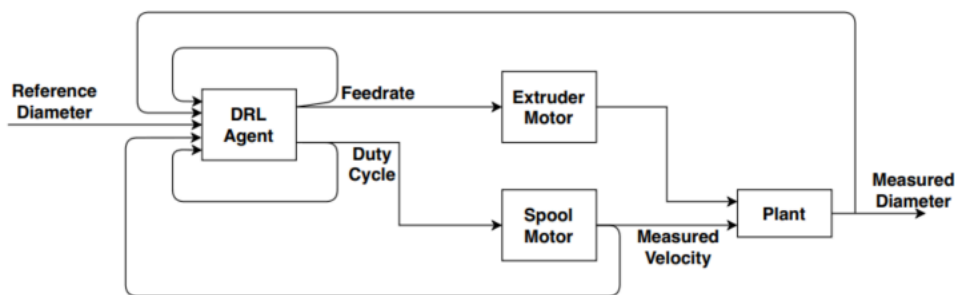 Reference
Diameter
DRL
Agent
Feedrate
Duty
Cycle
Extruder
Motor
Spool
Motor
Measured
Velocity
Plant
Measured
Diameter